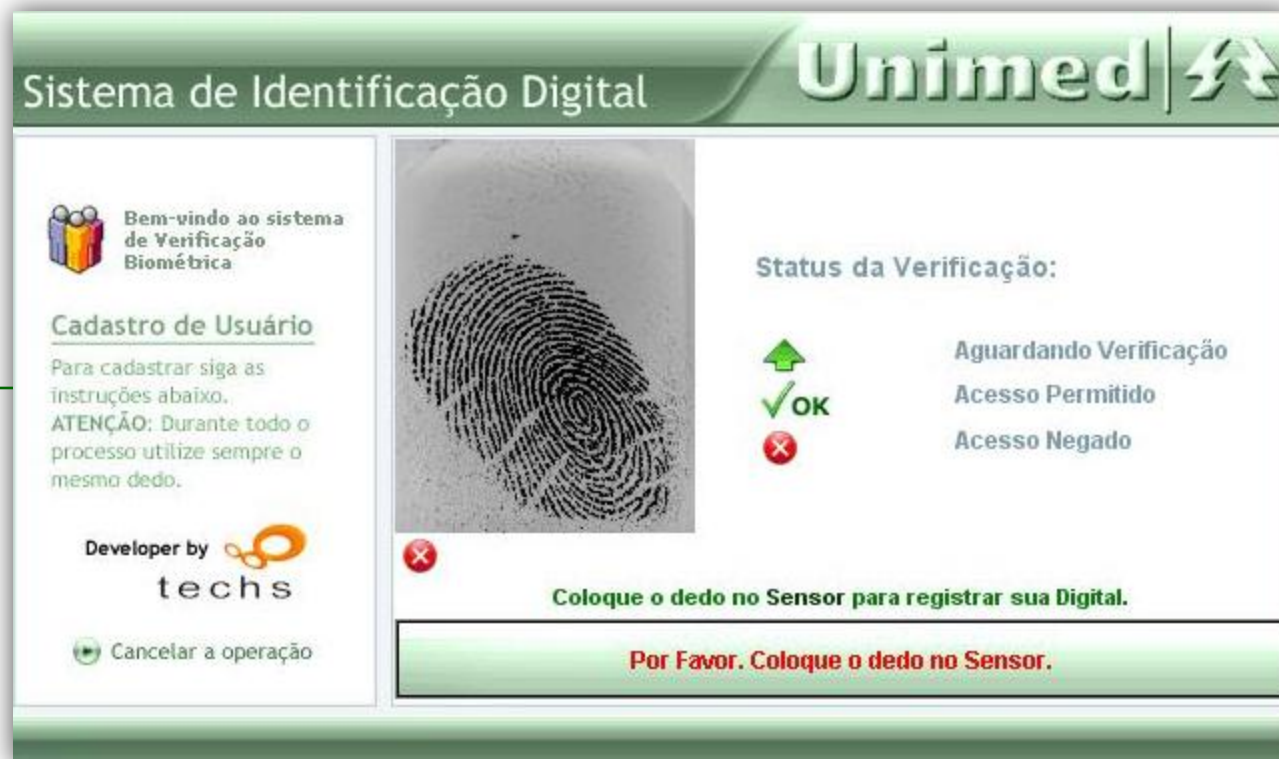 Sistema de Identificação Digital
Unimed
Bem-vindo ao sistema
de Verificação
Biométrica
Cadastro de Usuário
Para cadastrar siga as
instruções abaixo.
ATENÇÃO: Durante todo o
processo utilize sempre o
mesmo dedo.
Developer by
techs
Cancelar a operação
Status da Verificação:
Aguardando Verificação
OK
Acesso Permitido
Acesso Negado
Coloque o dedo no Sensor para registrar sua Digital.
Por Favor. Coloque o dedo no Sensor.